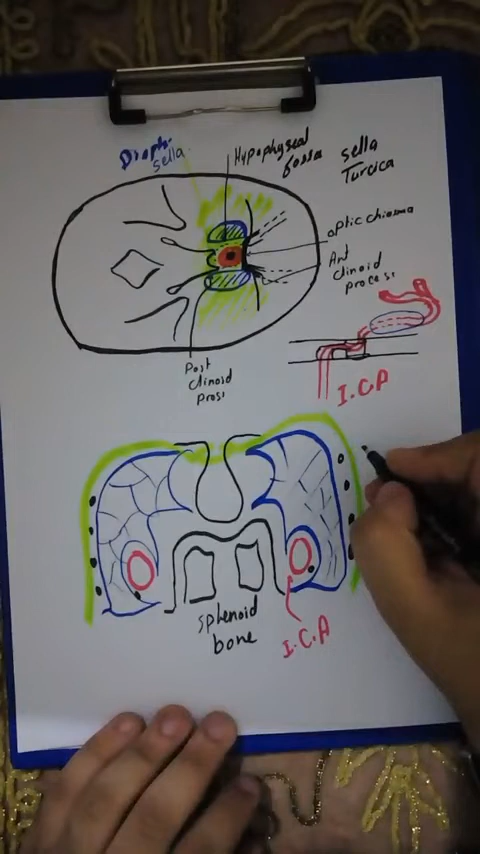 Diaph.
sella.
Hypophyseal
fossa
sella
Turcica
optic chiasma
Ant
clinoid
process
I.C.A
Post
clinoid
Pross
sphenoid
bone
I.C.A